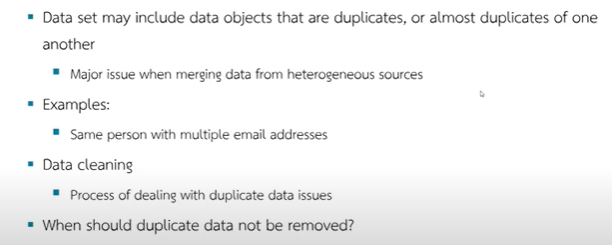 ▪ Data set may include data objects that are duplicates, or almost duplicates of one
another
▪ Major issue when merging data from heterogeneous sources
▪ Examples:
▪ Same person with multiple email addresses
▪ Data cleaning
▪ Process of dealing with duplicate data issues
▪ When should duplicate data not be removed?